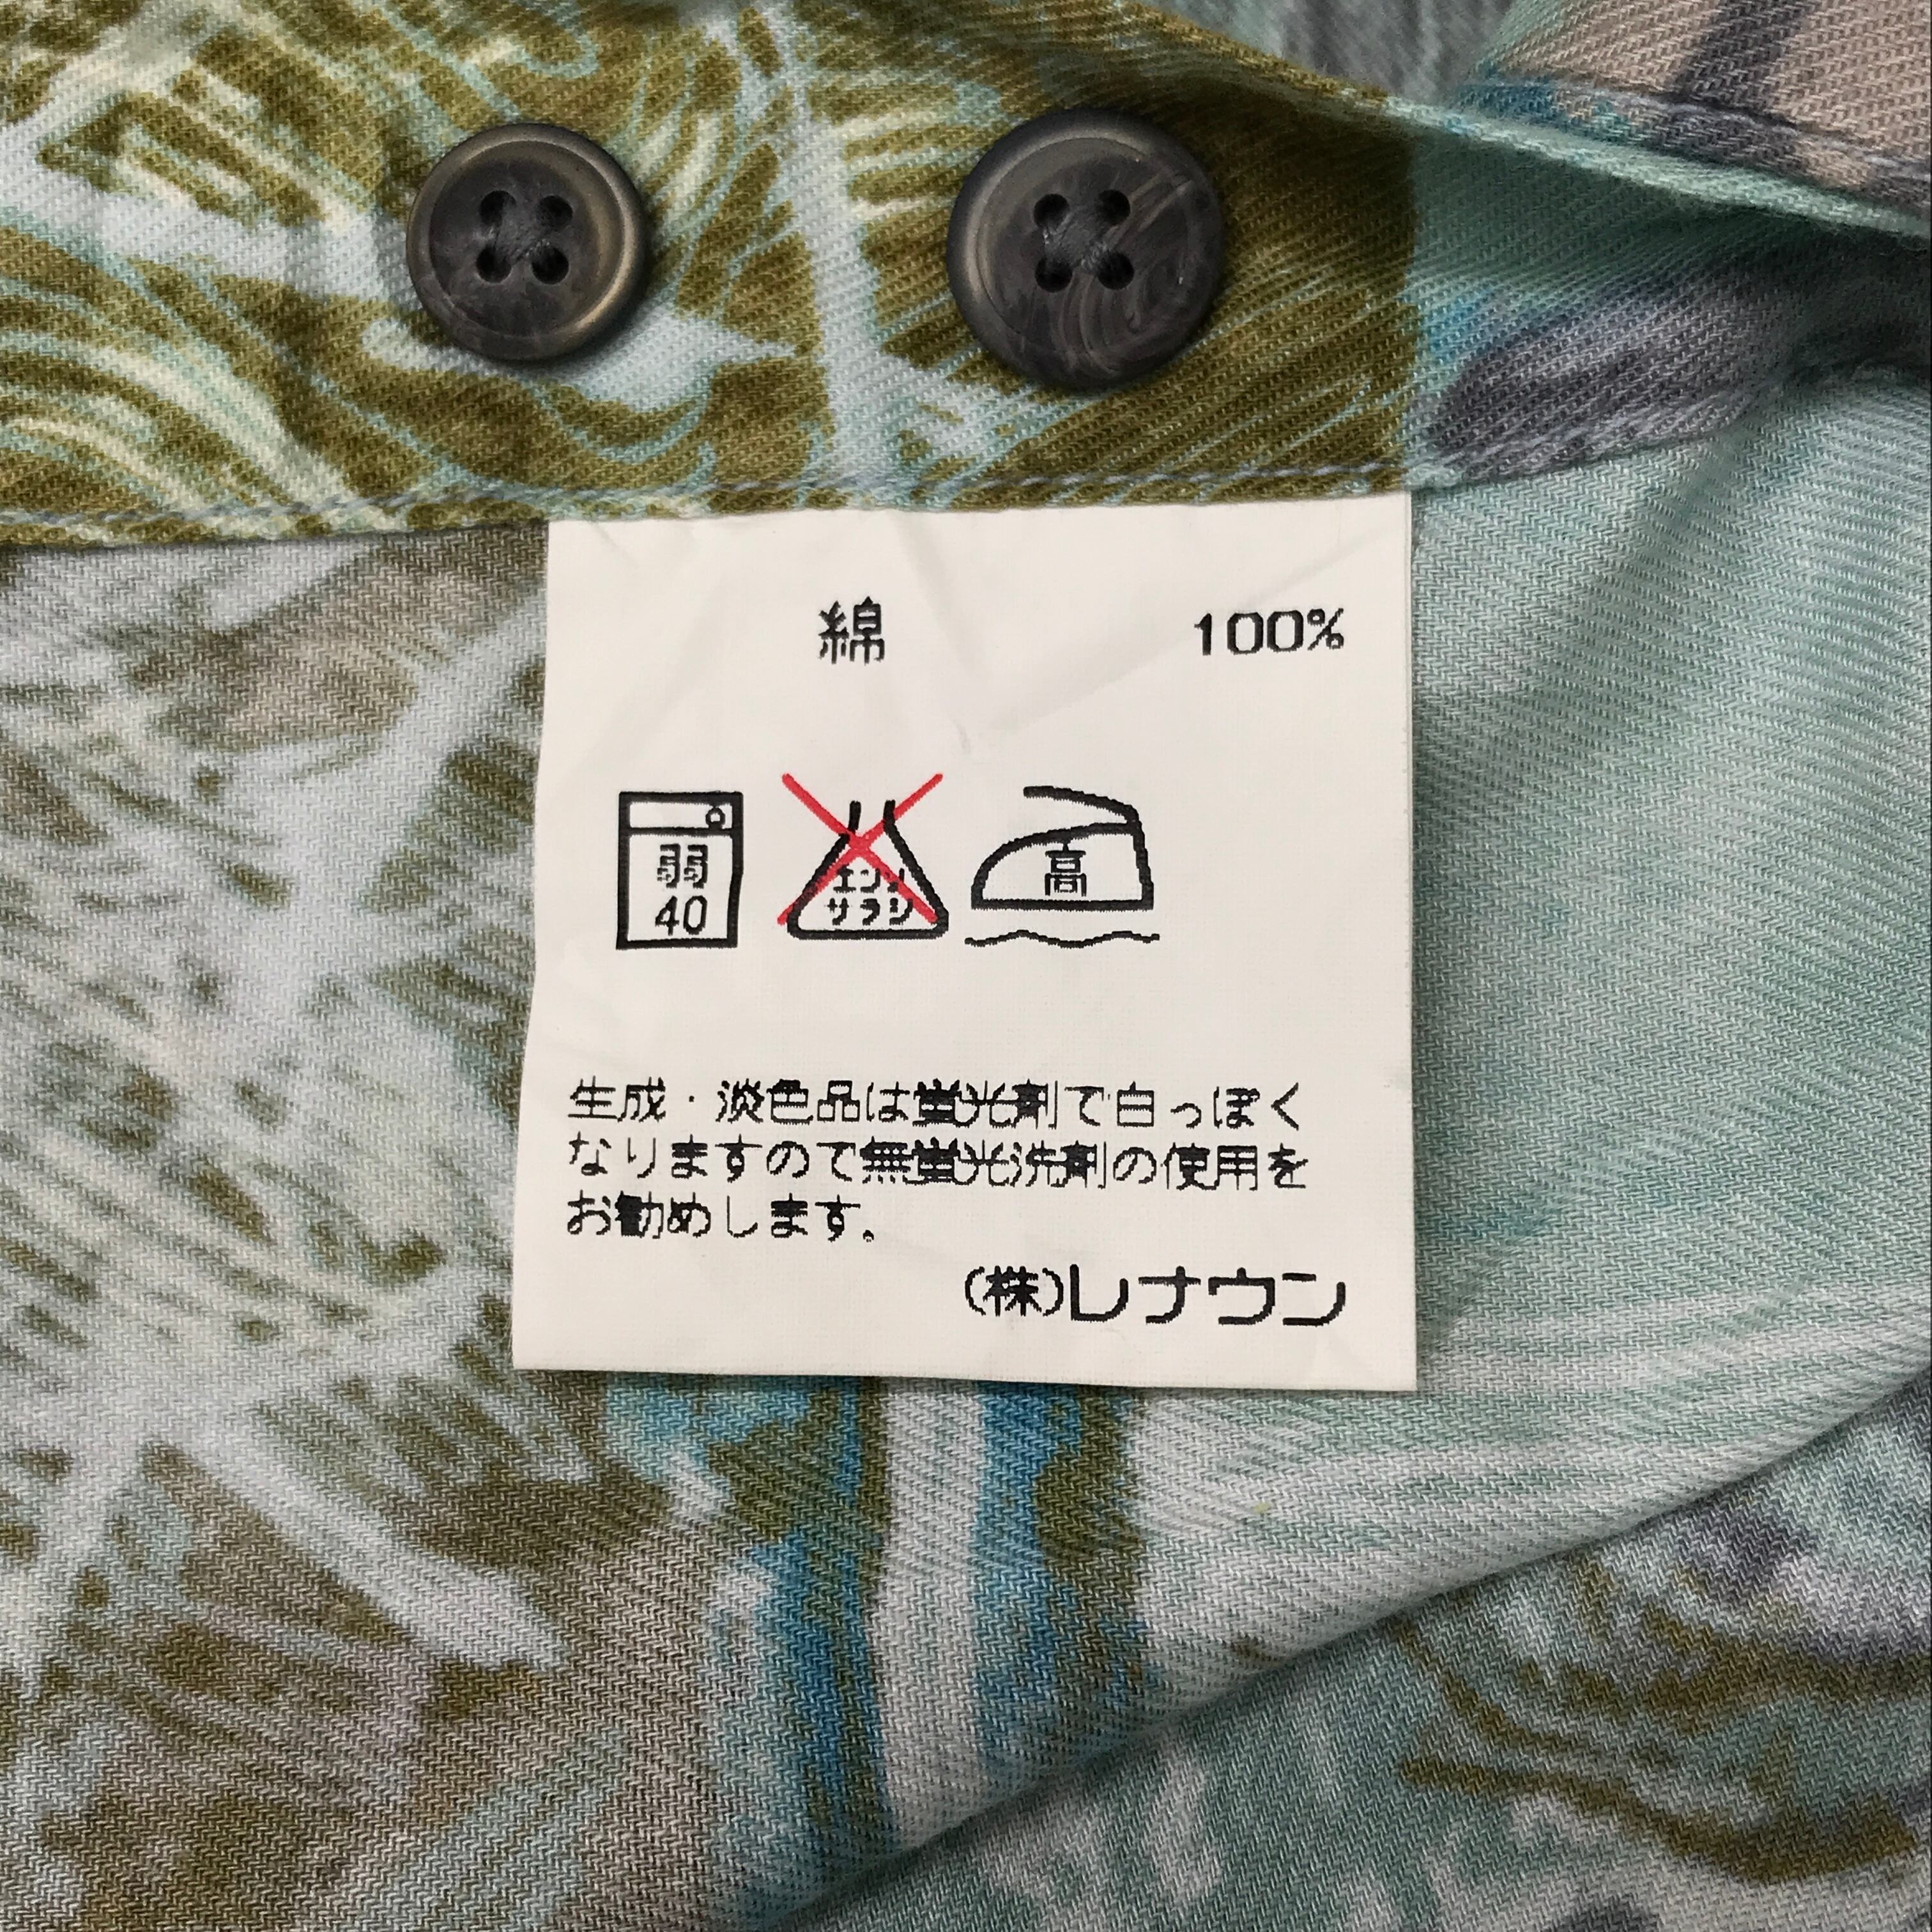 綿 100%
弱
40
エンソ
サラシ
高
生成・淡色品は蛍光剤で白っぽく
なりますので無蛍光洗剤の使用を
お勧めします。
(株)レナウン